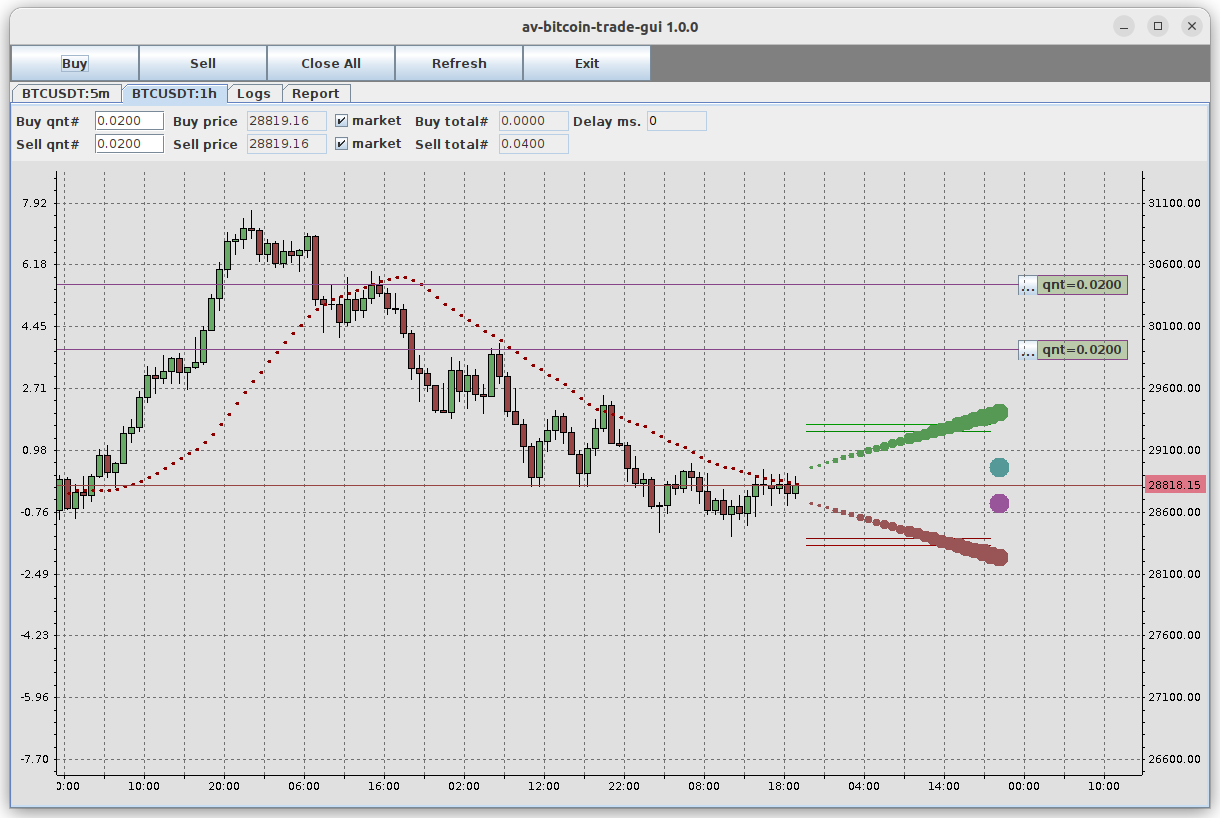 av-bitcoin-trade-gui 1.0.0
Buy Sell Close All Refresh Exit
BTCUSDT:5m BTCUSDT:1h Logs Report
Buy qnt# 0.0200 Buy price 28819.16 market Buy total# 0.0000 Delay ms. 0
Sell qnt# 0.0200 Sell price 28819.16 market Sell total# 0.0400
7.92 31100.00
6.18 30600.00
... qnt=0.0200
4.45 30100.00
... qnt=0.0200
2.71 29600.00
0.98 29100.00
28818.15
-0.76 28600.00
-2.49 28100.00
-4.23 27600.00
-5.96 27100.00
-7.70 26600.00
0:00 10:00 20:00 06:00 16:00 02:00 12:00 22:00 08:00 18:00 04:00 14:00 00:00 10:00